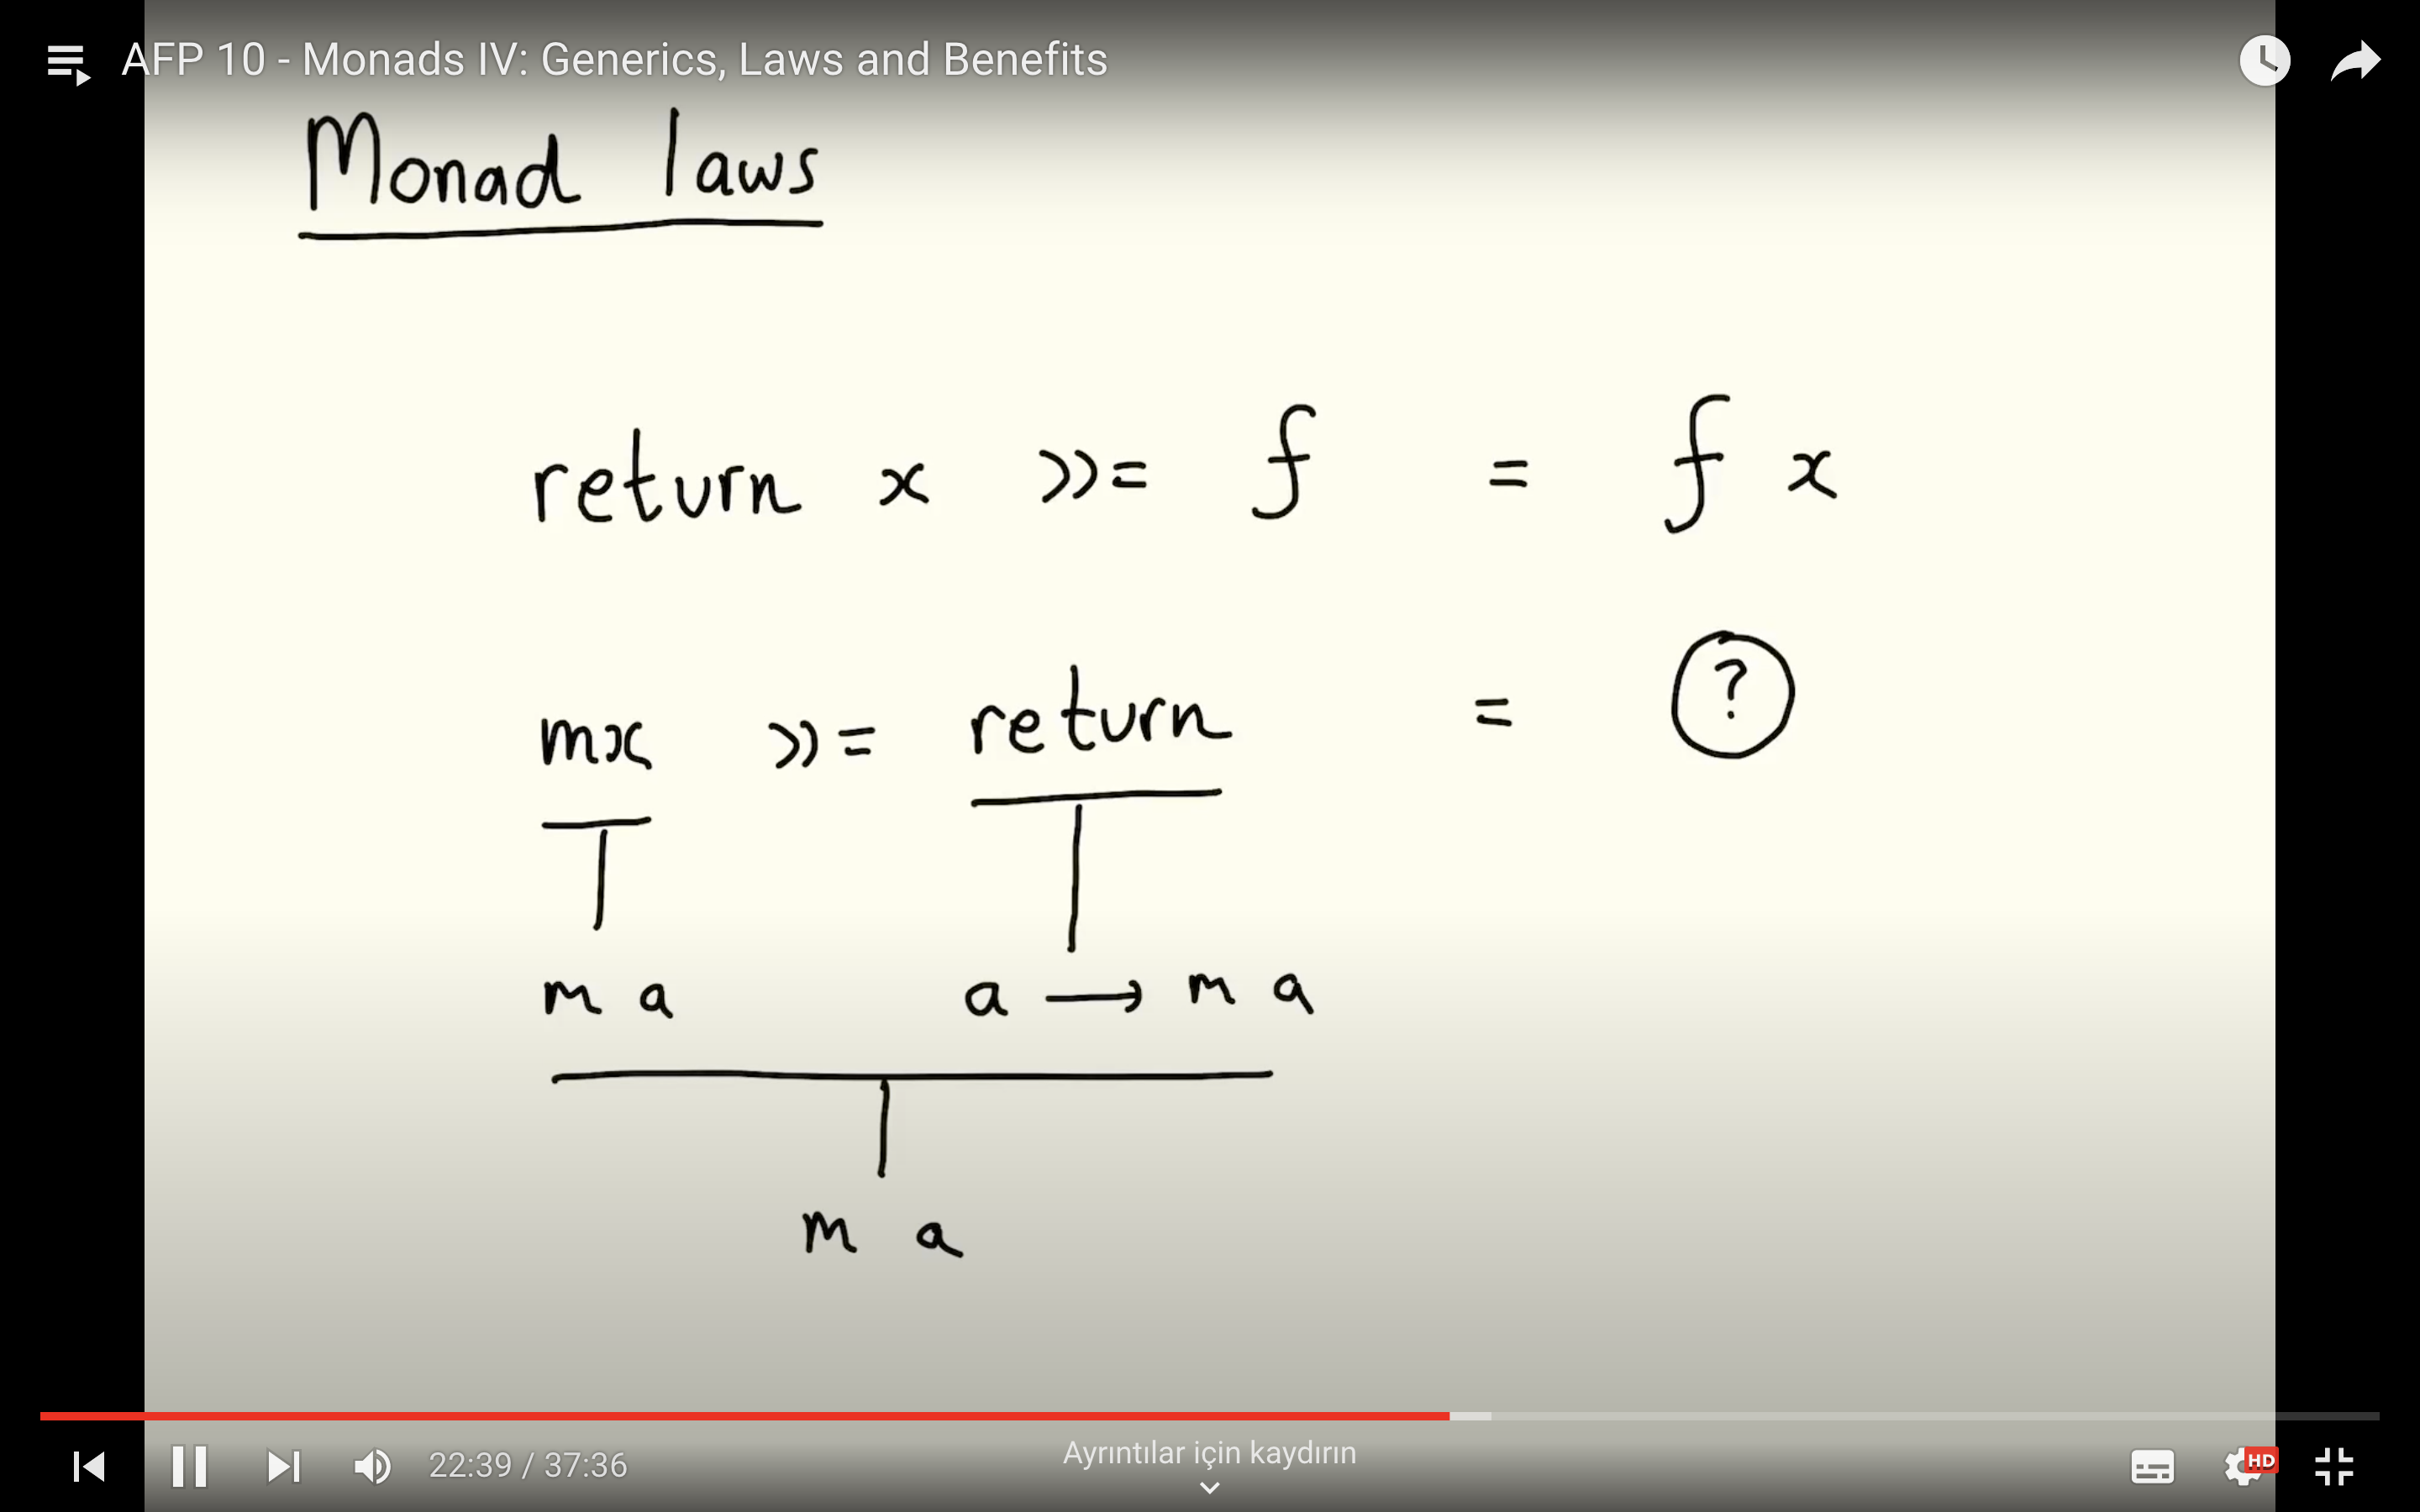 AFP 10 - Monads IV: Generics, Laws and Benefits
Monad laws
return x >>= f = f x
mx >>= return = ?
m a a → m a
m a
22:39 / 37:36
Ayrıntılar için kaydırın
HD